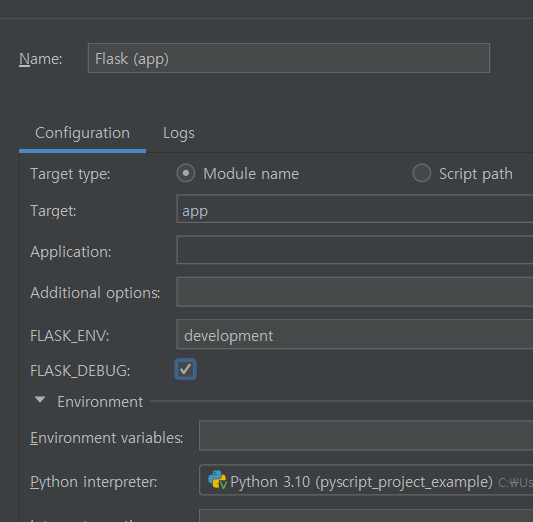 Name: Flask (app)
Configuration Logs
Target type: Module name Script path
Target: app
Application:
Additional options:
FLASK_ENV: development
FLASK_DEBUG:
Environment
Environment variables:
Python interpreter: Python 3.10 (pyscript_project_example) C:₩Us